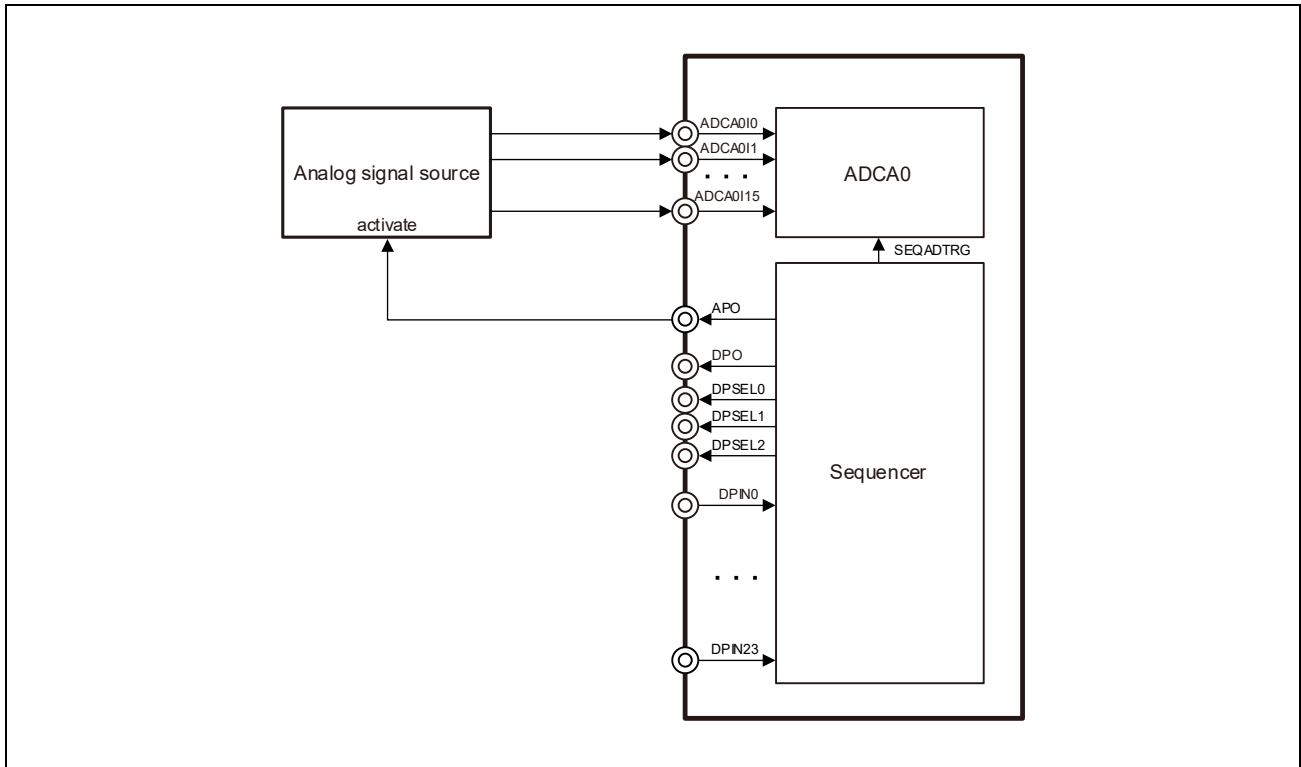 ADCA0I0
ADCA0I1
. . .
ADCA0I15
Analog signal source
activate
ADCA0
SEQADTRG
APO
DPO
DPSEL0
DPSEL1
DPSEL2
Sequencer
DPIN0
. . .
DPIN23